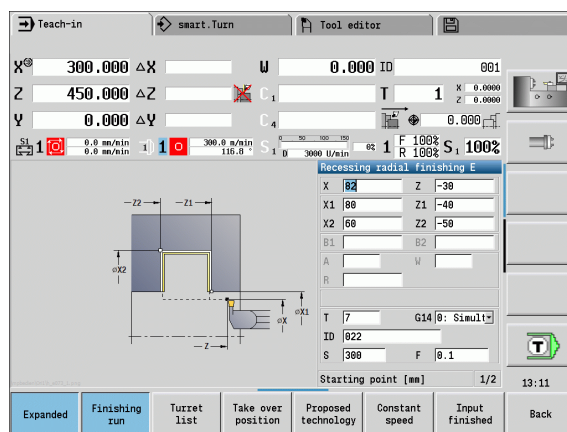 Teach-in smart.Turn Tool editor
X 300.000 ΔX W 0.000 ID 001
Z 450.000 ΔZ C1 T 1 X 0.0000 Z 0.0000
Y 0.000 ΔY C4 0.000
S1 1 0.0 mm/min 0.0 mm/min 1 300.0 m/min 116.8 ° S1 0 50 100 150 D 3000 U/min 0% 1 F 100% R 100% S1 100%
Recessing radial finishing E
X 82 Z -30
X1 80 Z1 -40
X2 60 Z2 -50
B1 B2
A W
R
T 7 G14 0: Simult
ID 022
S 300 F 0.1
Starting point [mm] 1/2
Z2 Z1
øX2
øX øX1
Z
T
13:11
Expanded Finishing run Turret list Take over position Proposed technology Constant speed Input finished Back